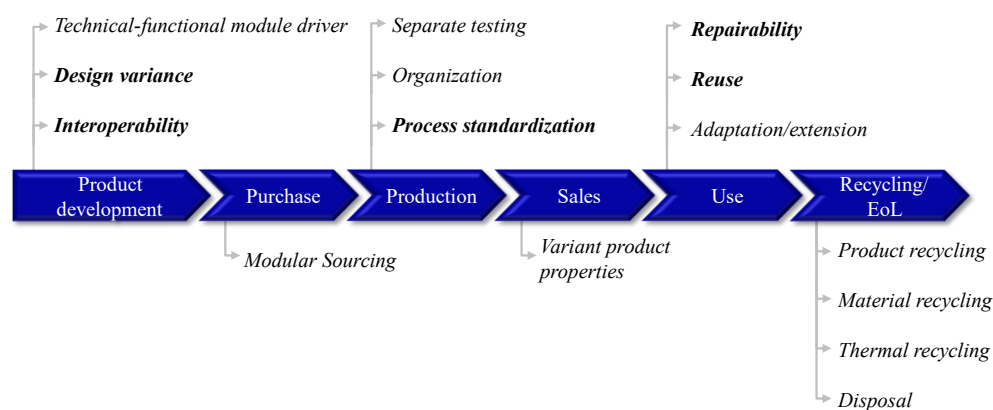 Technical-functional module driver
Design variance
Interoperability
Separate testing
Organization
Process standardization
Repairability
Reuse
Adaptation/extension
Product
development
Purchase
Production
Sales
Use
Recycling/
EoL
Modular Sourcing
Variant product
properties
Product recycling
Material recycling
Thermal recycling
Disposal